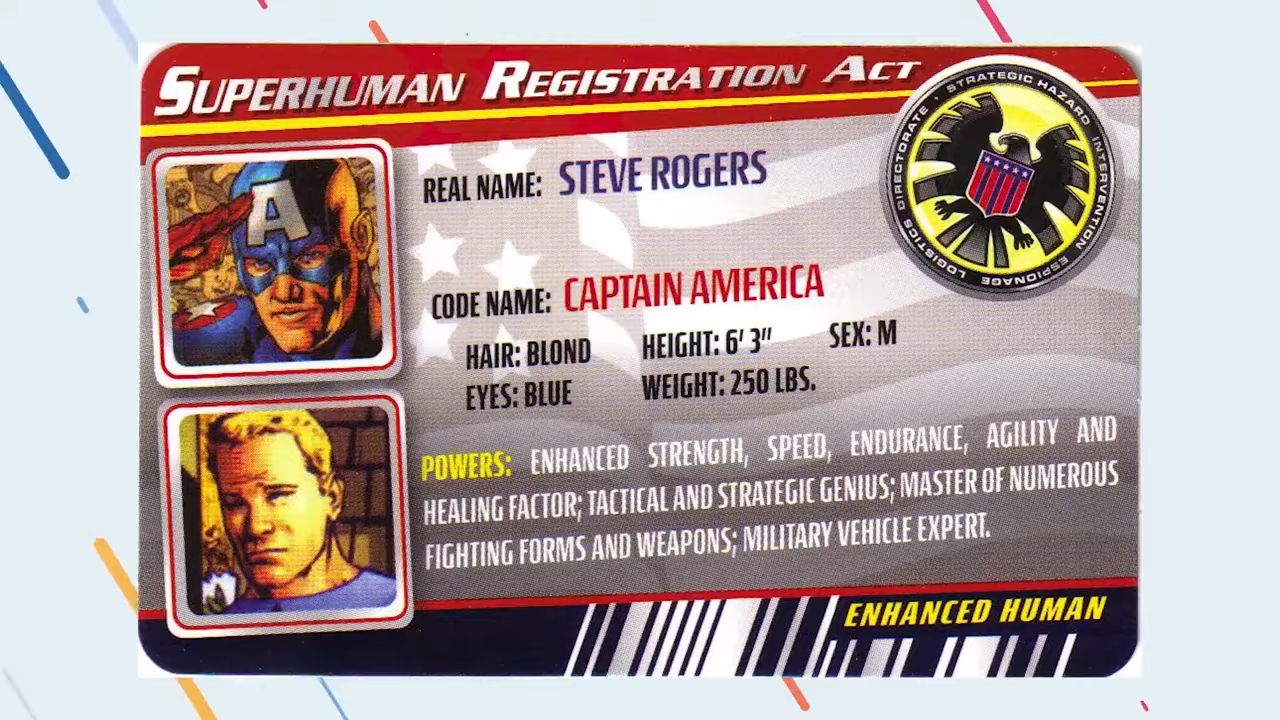 SUPERHUMAN REGISTRATION ACT
STRATEGIC HAZARD INTERVENTION ESPIONAGE LOGISTICS DIRECTORATE
REAL NAME: STEVE ROGERS
CODE NAME: CAPTAIN AMERICA
HAIR: BLOND HEIGHT: 6' 3" SEX: M
EYES: BLUE WEIGHT: 250 LBS.
POWERS: ENHANCED STRENGTH, SPEED, ENDURANCE, AGILITY AND
HEALING FACTOR; TACTICAL AND STRATEGIC GENIUS; MASTER OF NUMEROUS
FIGHTING FORMS AND WEAPONS; MILITARY VEHICLE EXPERT.
ENHANCED HUMAN
A